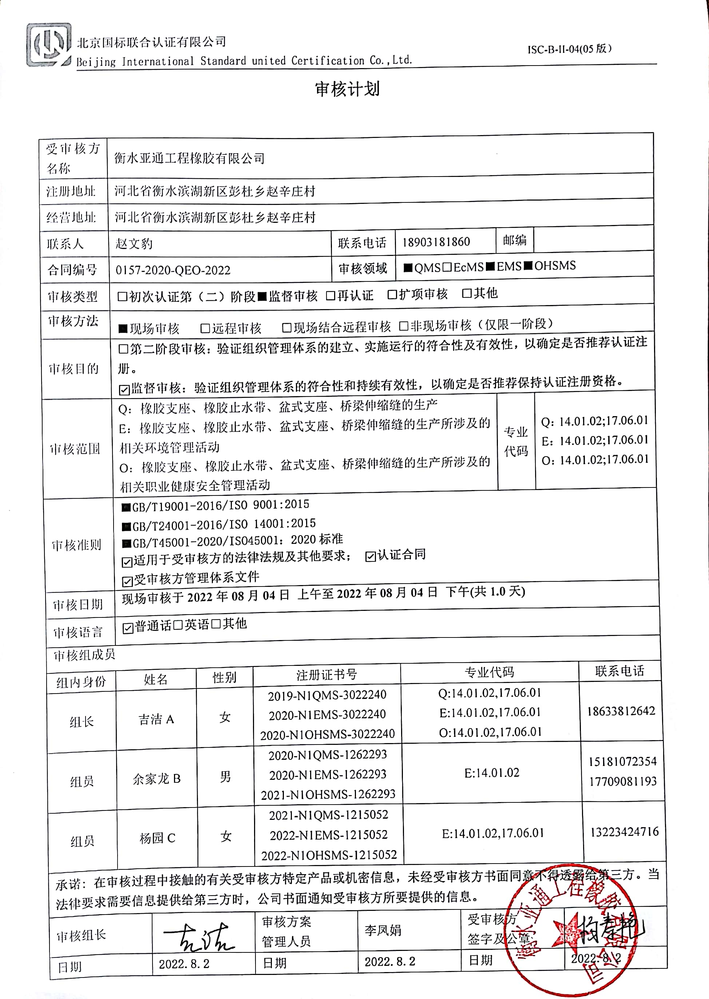 北京国标联合认证有限公司
ISC-B-II-04(05 版）
Beijing International Standard united Certification Co.,Ltd.
审核计划
受审核方名称 衡水亚通工程橡胶有限公司
注册地址 河北省衡水滨湖新区彭杜乡赵辛庄村
经营地址 河北省衡水滨湖新区彭杜乡赵辛庄村
联系人 赵文豹 联系电话 18903181860 邮编
合同编号 0157-2020-QEO-2022 审核领域 ■QMS□EcMS■EMS■OHSMS
审核类型 □初次认证第（二）阶段■监督审核 □再认证 □扩项审核 □其他
审核方法 ■现场审核 □远程审核 □现场结合远程审核 □非现场审核（仅限一阶段）
审核目的
□第二阶段审核：验证组织管理体系的建立、实施运行的符合性及有效性，以确定是否推荐认证注
册。
☑监督审核：验证组织管理体系的符合性和持续有效性，以确定是否推荐保持认证注册资格。
审核范围
Q：橡胶支座、橡胶止水带、盆式支座、桥梁伸缩缝的生产
E：橡胶支座、橡胶止水带、盆式支座、桥梁伸缩缝的生产所涉及的
相关环境管理活动
O：橡胶支座、橡胶止水带、盆式支座、桥梁伸缩缝的生产所涉及的
相关职业健康安全管理活动
专业
代码
Q：14.01.02;17.06.01
E：14.01.02;17.06.01
O：14.01.02;17.06.01
审核准则
■GB/T19001-2016/ISO 9001:2015
■GB/T24001-2016/ISO 14001:2015
■GB/T45001-2020/ISO45001：2020 标准
☑适用于受审核方的法律法规及其他要求； ☑认证合同
☑受审核方管理体系文件
审核日期 现场审核于 2022 年 08 月 04 日 上午至 2022 年 08 月 04 日 下午(共 1.0 天)
审核语言 ☑普通话□英语□其他
审核组成员
组内身份 姓名 性别 注册证书号 专业代码 联系电话
组长 吉洁 A 女
2019-N1QMS-3022240
2020-N1EMS-3022240
2020-N1OHSMS-3022240
Q:14.01.02,17.06.01
E:14.01.02,17.06.01
O:14.01.02,17.06.01
18633812642
组员 余家龙 B 男
2020-N1QMS-1262293
2020-N1EMS-1262293
2021-N1OHSMS-1262293
E:14.01.02
15181072354
17709081193
组员 杨园 C 女
2021-N1QMS-1215052
2022-N1EMS-1215052
2022-N1OHSMS-1215052
E:14.01.02,17.06.01
13223424716
承诺：在审核过程中接触的有关受审核方特定产品或机密信息，未经受审核方书面同意不得透露给第三方。当
法律要求需要信息提供给第三方时，公司书面通知受审核方所要提供的信息。
审核组长 吉洁
审核方案
管理人员
李凤娟
受审核方
签字及公章
日期 2022.8.2 日期 2022.8.2 日期 2022.8.2
衡水亚通工程橡胶有限公司